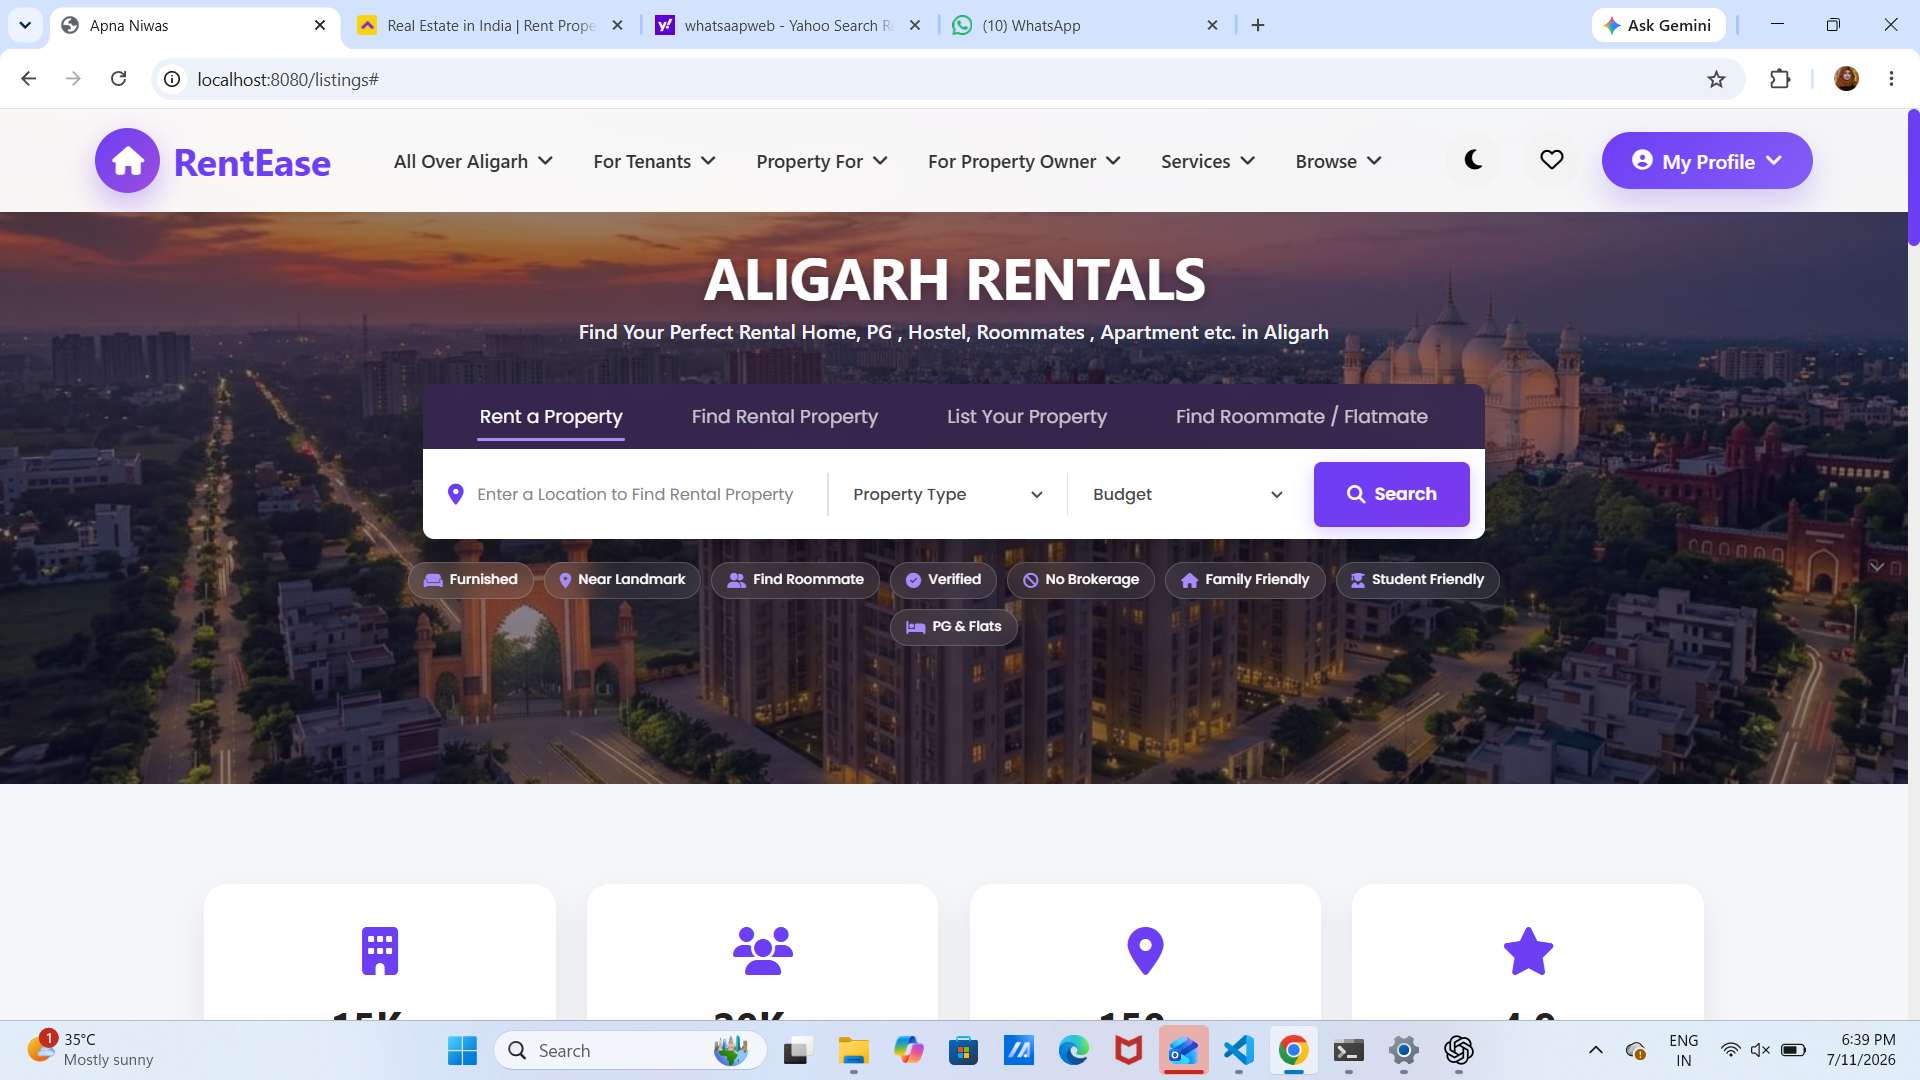 Apna Niwas
Real Estate in India | Rent Prope
whatsaapweb - Yahoo Search Re
(10) WhatsApp
Ask Gemini
localhost:8080/listings#
RentEase
All Over Aligarh
For Tenants
Property For
For Property Owner
Services
Browse
My Profile
ALIGARH RENTALS
Find Your Perfect Rental Home, PG , Hostel, Roommates , Apartment etc. in Aligarh
Rent a Property
Find Rental Property
List Your Property
Find Roommate / Flatmate
Enter a Location to Find Rental Property
Property Type
Budget
Search
Furnished
Near Landmark
Find Roommate
Verified
No Brokerage
Family Friendly
Student Friendly
PG & Flats
1
35°C
Mostly sunny
Search
ENG
IN
6:39 PM
7/11/2026